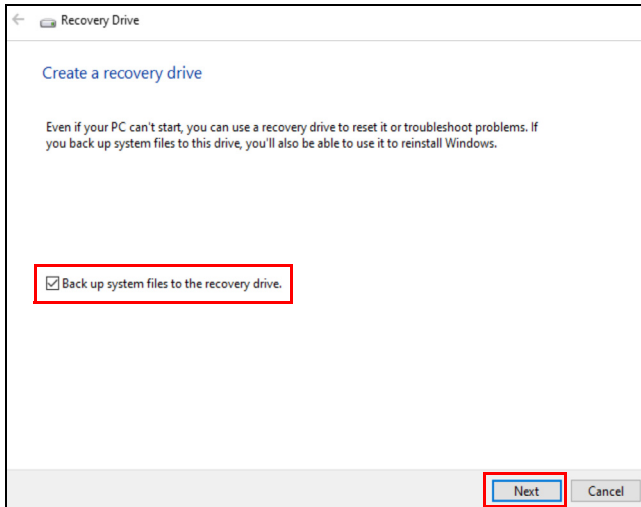 Recovery Drive
Create a recovery drive
Even if your PC can't start, you can use a recovery drive to reset it or troubleshoot problems. If
you back up system files to this drive, you'll also be able to use it to reinstall Windows.
Back up system files to the recovery drive.
Next Cancel